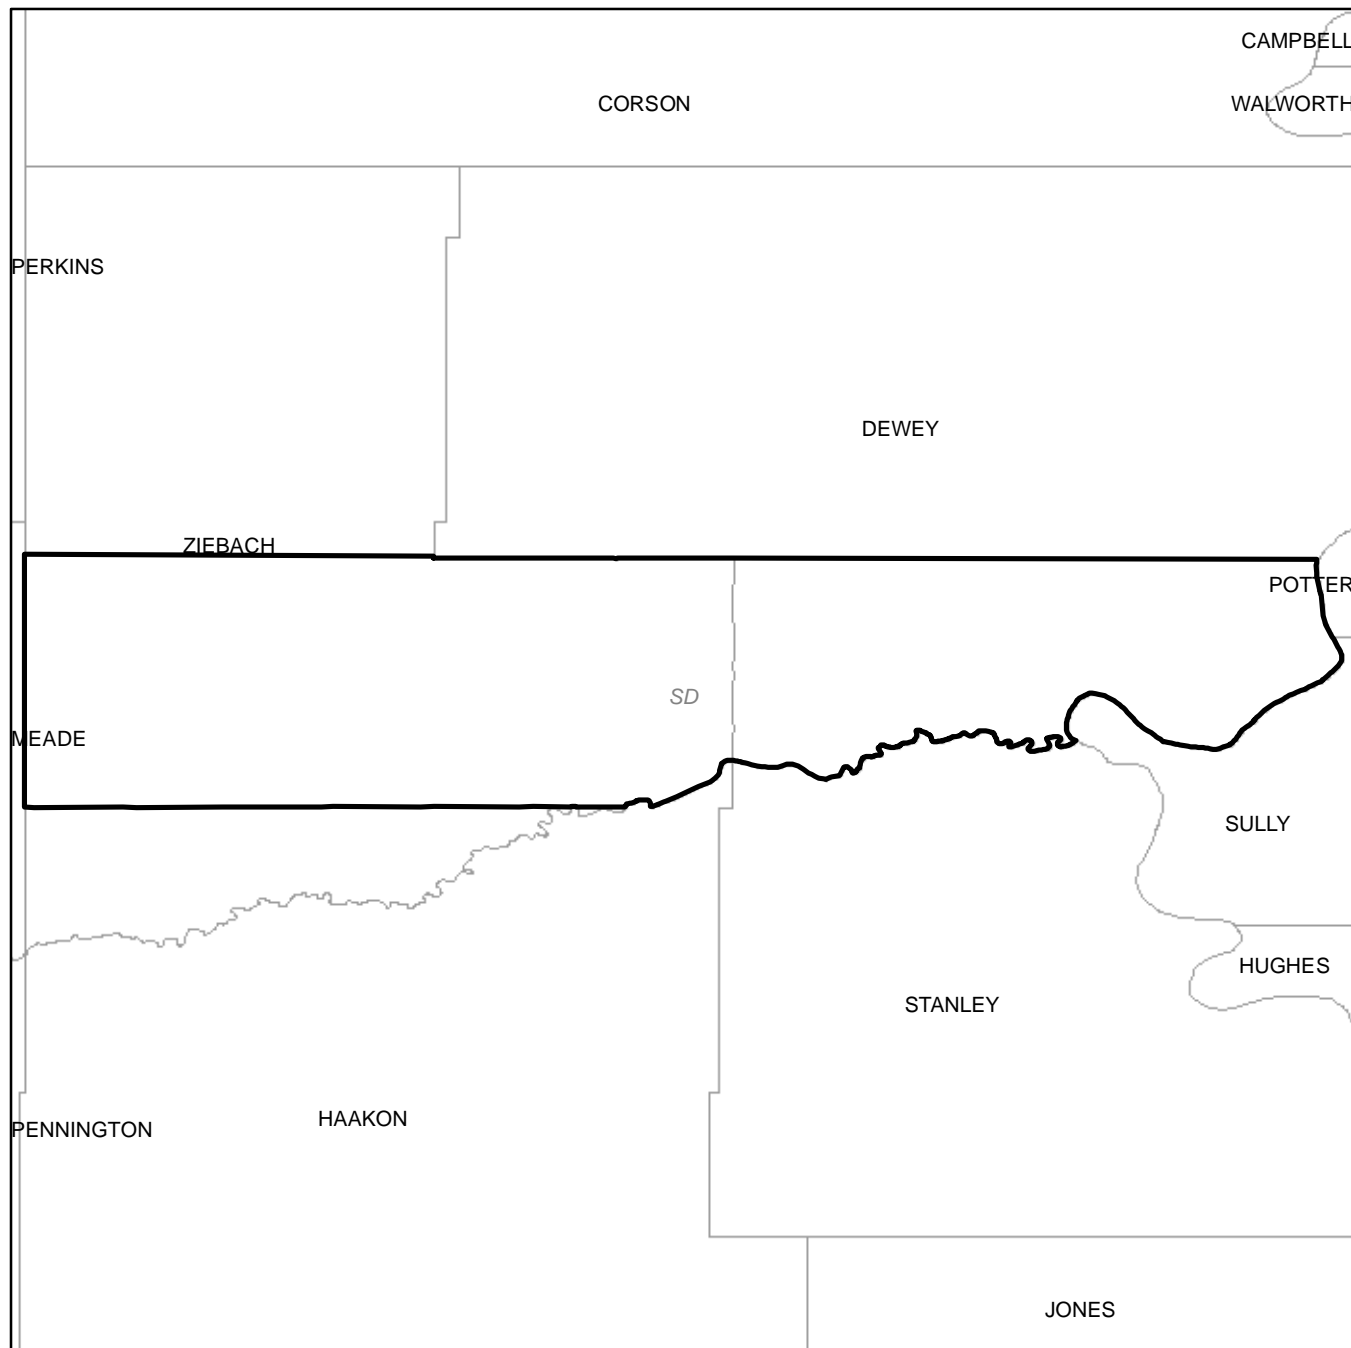 CAMPBELL
CORSON
WALWORTH
PERKINS
DEWEY
ZIEBACH
POTTER
SD
MEADE
SULLY
HUGHES
STANLEY
HAAKON
PENNINGTON
JONES